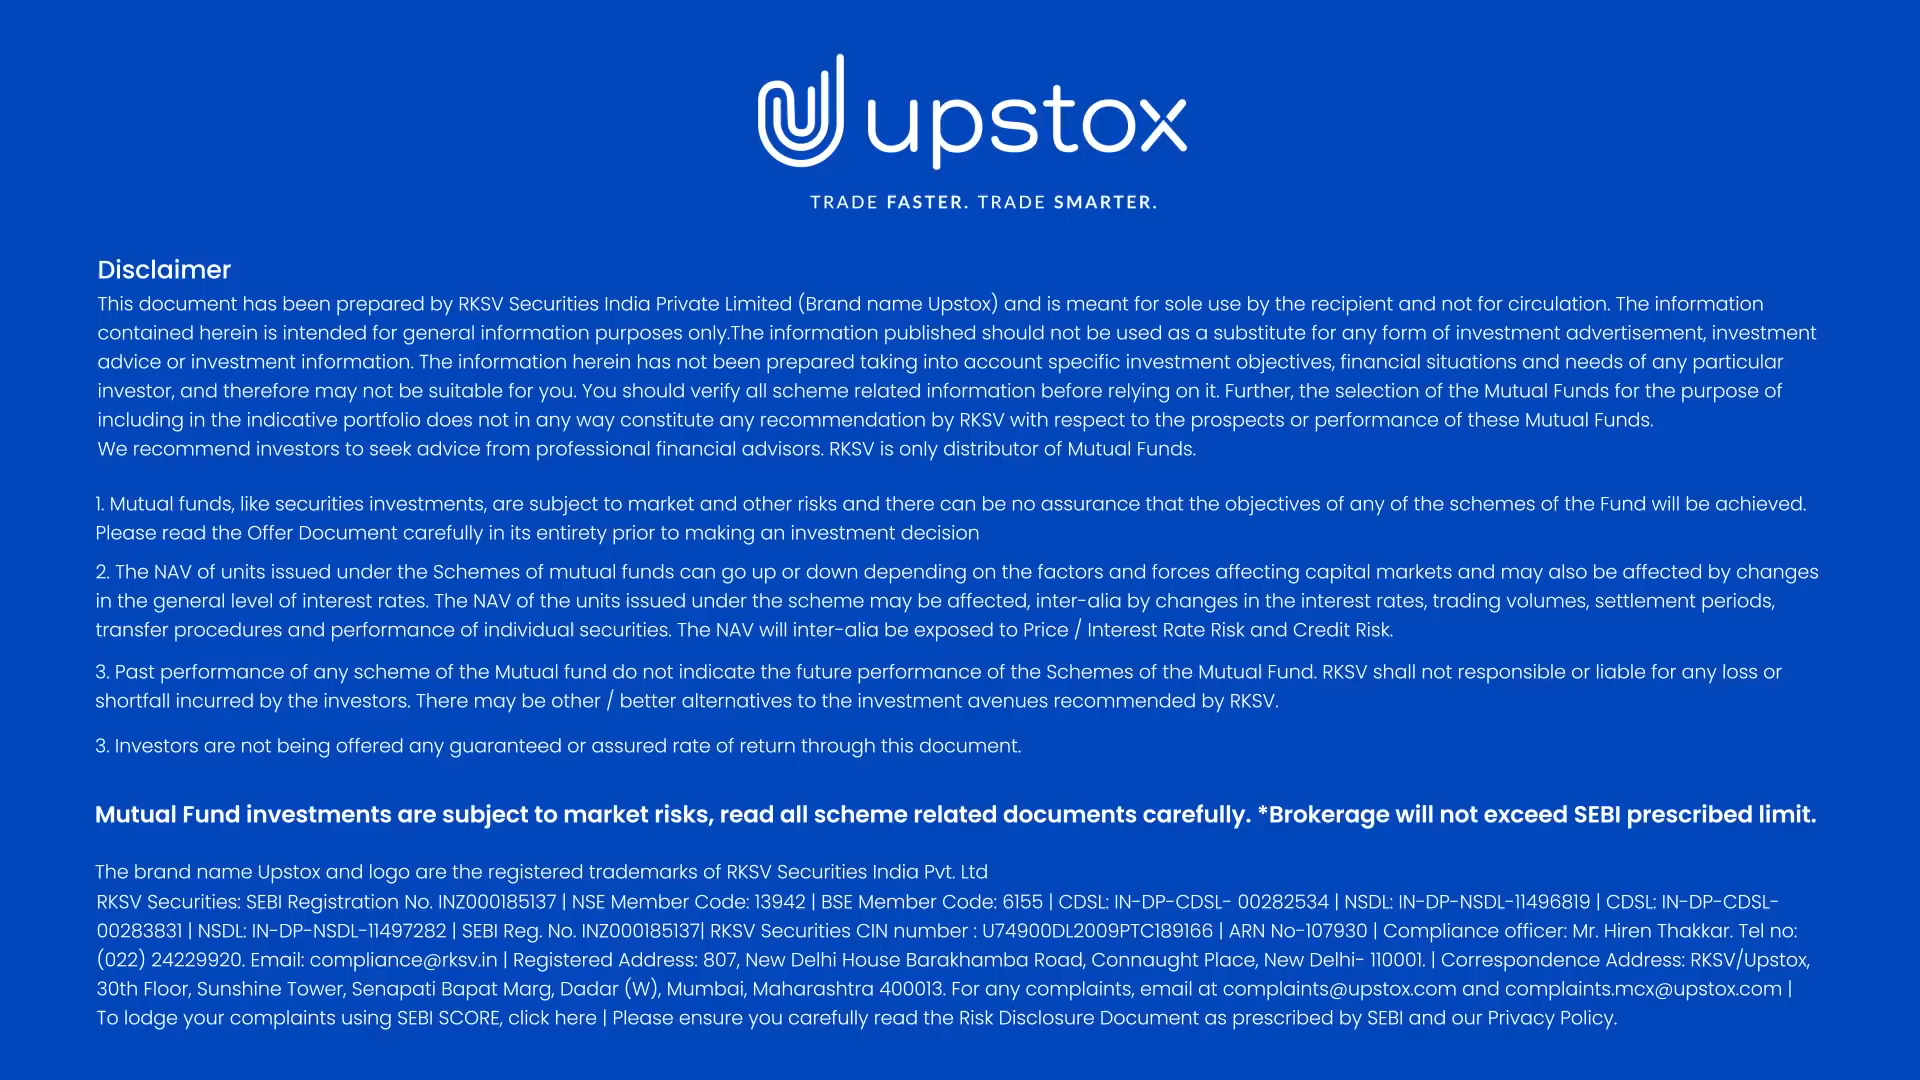 upstox
TRADE FASTER. TRADE SMARTER.
Disclaimer
This document has been prepared by RKSV Securities India Private Limited (Brand name Upstox) and is meant for sole use by the recipient and not for circulation. The information
contained herein is intended for general information purposes only.The information published should not be used as a substitute for any form of investment advertisement, investment
advice or investment information. The information herein has not been prepared taking into account specific investment objectives, financial situations and needs of any particular
investor, and therefore may not be suitable for you. You should verify all scheme related information before relying on it. Further, the selection of the Mutual Funds for the purpose of
including in the indicative portfolio does not in any way constitute any recommendation by RKSV with respect to the prospects or performance of these Mutual Funds.
We recommend investors to seek advice from professional financial advisors. RKSV is only distributor of Mutual Funds.
1. Mutual funds, like securities investments, are subject to market and other risks and there can be no assurance that the objectives of any of the schemes of the Fund will be achieved.
Please read the Offer Document carefully in its entirety prior to making an investment decision
2. The NAV of units issued under the Schemes of mutual funds can go up or down depending on the factors and forces affecting capital markets and may also be affected by changes
in the general level of interest rates. The NAV of the units issued under the scheme may be affected, inter-alia by changes in the interest rates, trading volumes, settlement periods,
transfer procedures and performance of individual securities. The NAV will inter-alia be exposed to Price / Interest Rate Risk and Credit Risk.
3. Past performance of any scheme of the Mutual fund do not indicate the future performance of the Schemes of the Mutual Fund. RKSV shall not responsible or liable for any loss or
shortfall incurred by the investors. There may be other / better alternatives to the investment avenues recommended by RKSV.
3. Investors are not being offered any guaranteed or assured rate of return through this document.
Mutual Fund investments are subject to market risks, read all scheme related documents carefully. *Brokerage will not exceed SEBI prescribed limit.
The brand name Upstox and logo are the registered trademarks of RKSV Securities India Pvt. Ltd
RKSV Securities: SEBI Registration No. INZ000185137 | NSE Member Code: 13942 | BSE Member Code: 6155 | CDSL: IN-DP-CDSL- 00282534 | NSDL: IN-DP-NSDL-11496819 | CDSL: IN-DP-CDSL-
00283831 | NSDL: IN-DP-NSDL-11497282 | SEBI Reg. No. INZ000185137| RKSV Securities CIN number : U74900DL2009PTC189166 | ARN No-107930 | Compliance officer: Mr. Hiren Thakkar. Tel no:
(022) 24229920. Email: compliance@rksv.in | Registered Address: 807, New Delhi House Barakhamba Road, Connaught Place, New Delhi- 110001. | Correspondence Address: RKSV/Upstox,
30th Floor, Sunshine Tower, Senapati Bapat Marg, Dadar (W), Mumbai, Maharashtra 400013. For any complaints, email at complaints@upstox.com and complaints.mcx@upstox.com |
To lodge your complaints using SEBI SCORE, click here | Please ensure you carefully read the Risk Disclosure Document as prescribed by SEBI and our Privacy Policy.